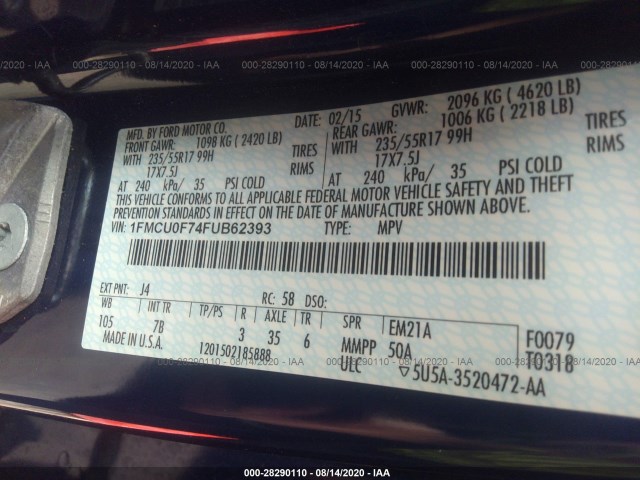 000-28290110 - 08/14/2020 - IAA
MFD. BY FORD MOTOR CO. DATE: 02/15 GVWR: 2096 KG ( 4620 LB)
FRONT GAWR: 1098 KG ( 2420 LB) REAR GAWR: 1006 KG ( 2218 LB)
WITH 235/55R17 99H TIRES WITH 235/55R17 99H TIRES
17X7.5J RIMS 17X7.5J RIMS
AT 240 kPa/ 35 PSI COLD AT 240 kPa/ 35 PSI COLD
THIS VEHICLE CONFORMS TO ALL APPLICABLE FEDERAL MOTOR VEHICLE SAFETY AND THEFT
PREVENTION STANDARDS IN EFFECT ON THE DATE OF MANUFACTURE SHOWN ABOVE.
VIN: 1FMCU0F74FUB62393 TYPE: MPV
EXT PNT: J4 RC: 58 DSO:
WB INT TR TP/PS R AXLE TR SPR EM21A F0079
105 7B 3 35 6 MMPP 50A T0318
MADE IN U.S.A. 1201502185888 ULC ▽5U5A-3520472-AA
000-28290110 - 08/14/2020 - IAA